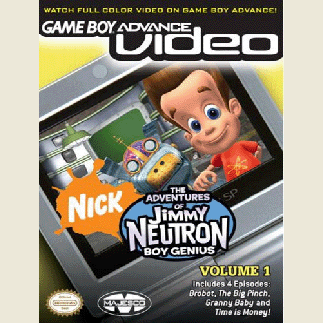 WATCH FULL COLOR VIDEO ON GAME BOY ADVANCE!
GAME BOY ADVANCE
video
SP
NICK
THE
ADVENTURES
OF
JIMMY
NEUTRON
BOY GENIUS
VOLUME 1
Includes 4 Episodes:
Brobot, The Big Pinch,
Granny Baby and
Time is Money!
MAJESCO